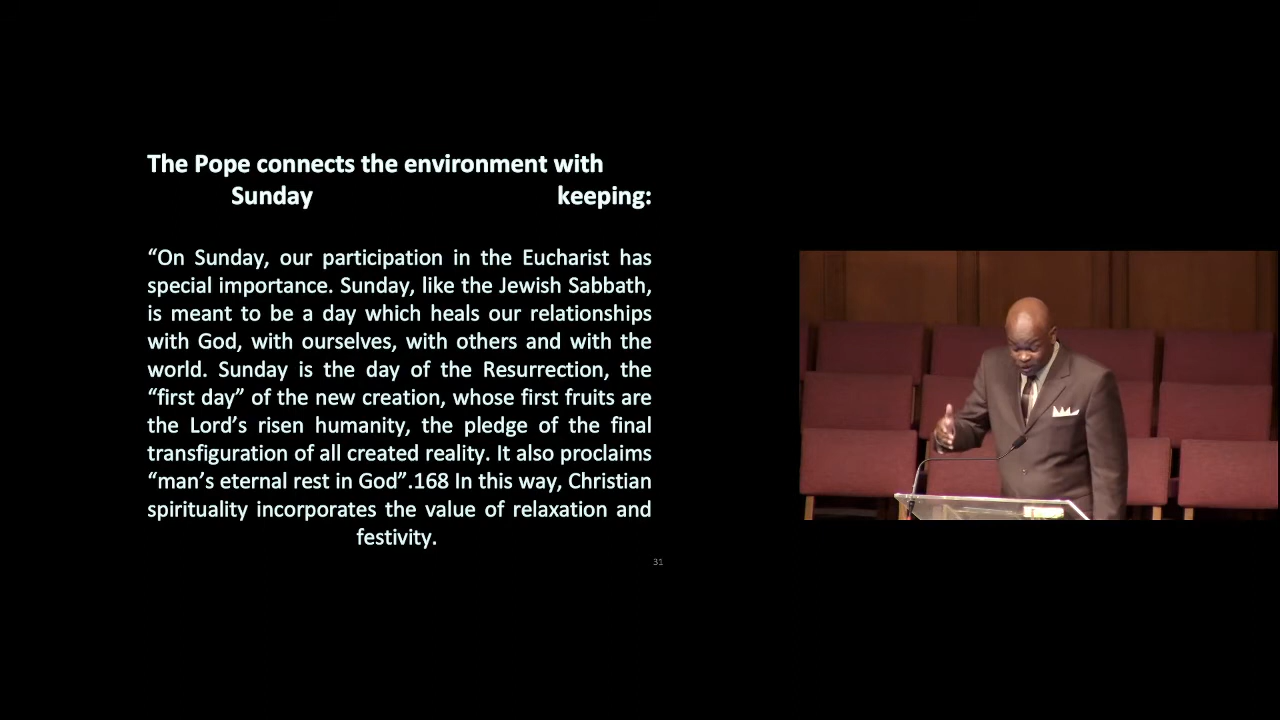 The Pope connects the environment with
Sunday keeping:
“On Sunday, our participation in the Eucharist has
special importance. Sunday, like the Jewish Sabbath,
is meant to be a day which heals our relationships
with God, with ourselves, with others and with the
world. Sunday is the day of the Resurrection, the
“first day” of the new creation, whose first fruits are
the Lord’s risen humanity, the pledge of the final
transfiguration of all created reality. It also proclaims
“man’s eternal rest in God”.168 In this way, Christian
spirituality incorporates the value of relaxation and
festivity.
31